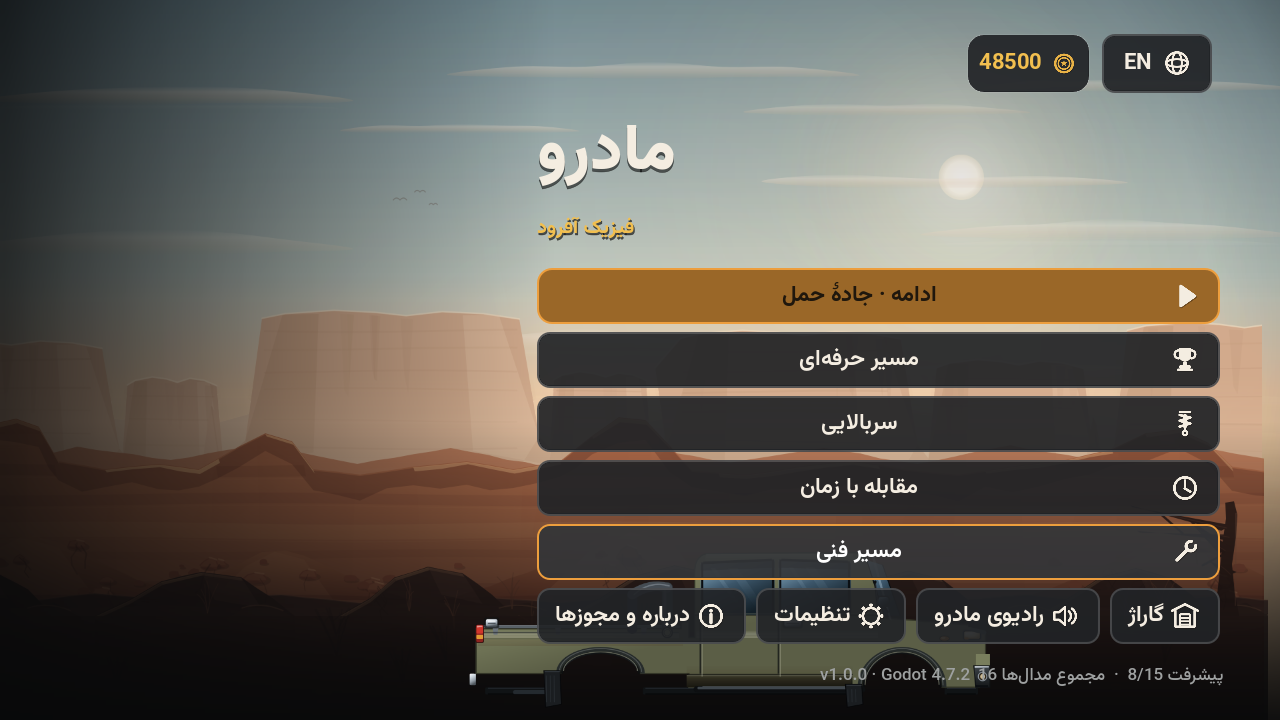 EN
48500
مادرو
فیزیک آفرود
ادامه · جادهٔ حمل
مسیر حرفه‌ای
سربالایی
مقابله با زمان
مسیر فنی
گاراژ
رادیوی مادرو
تنظیمات
درباره و مجوزها
پیشرفت 8/15 · مجموع مدال‌ها 16
v1.0.0 · Godot 4.7.2